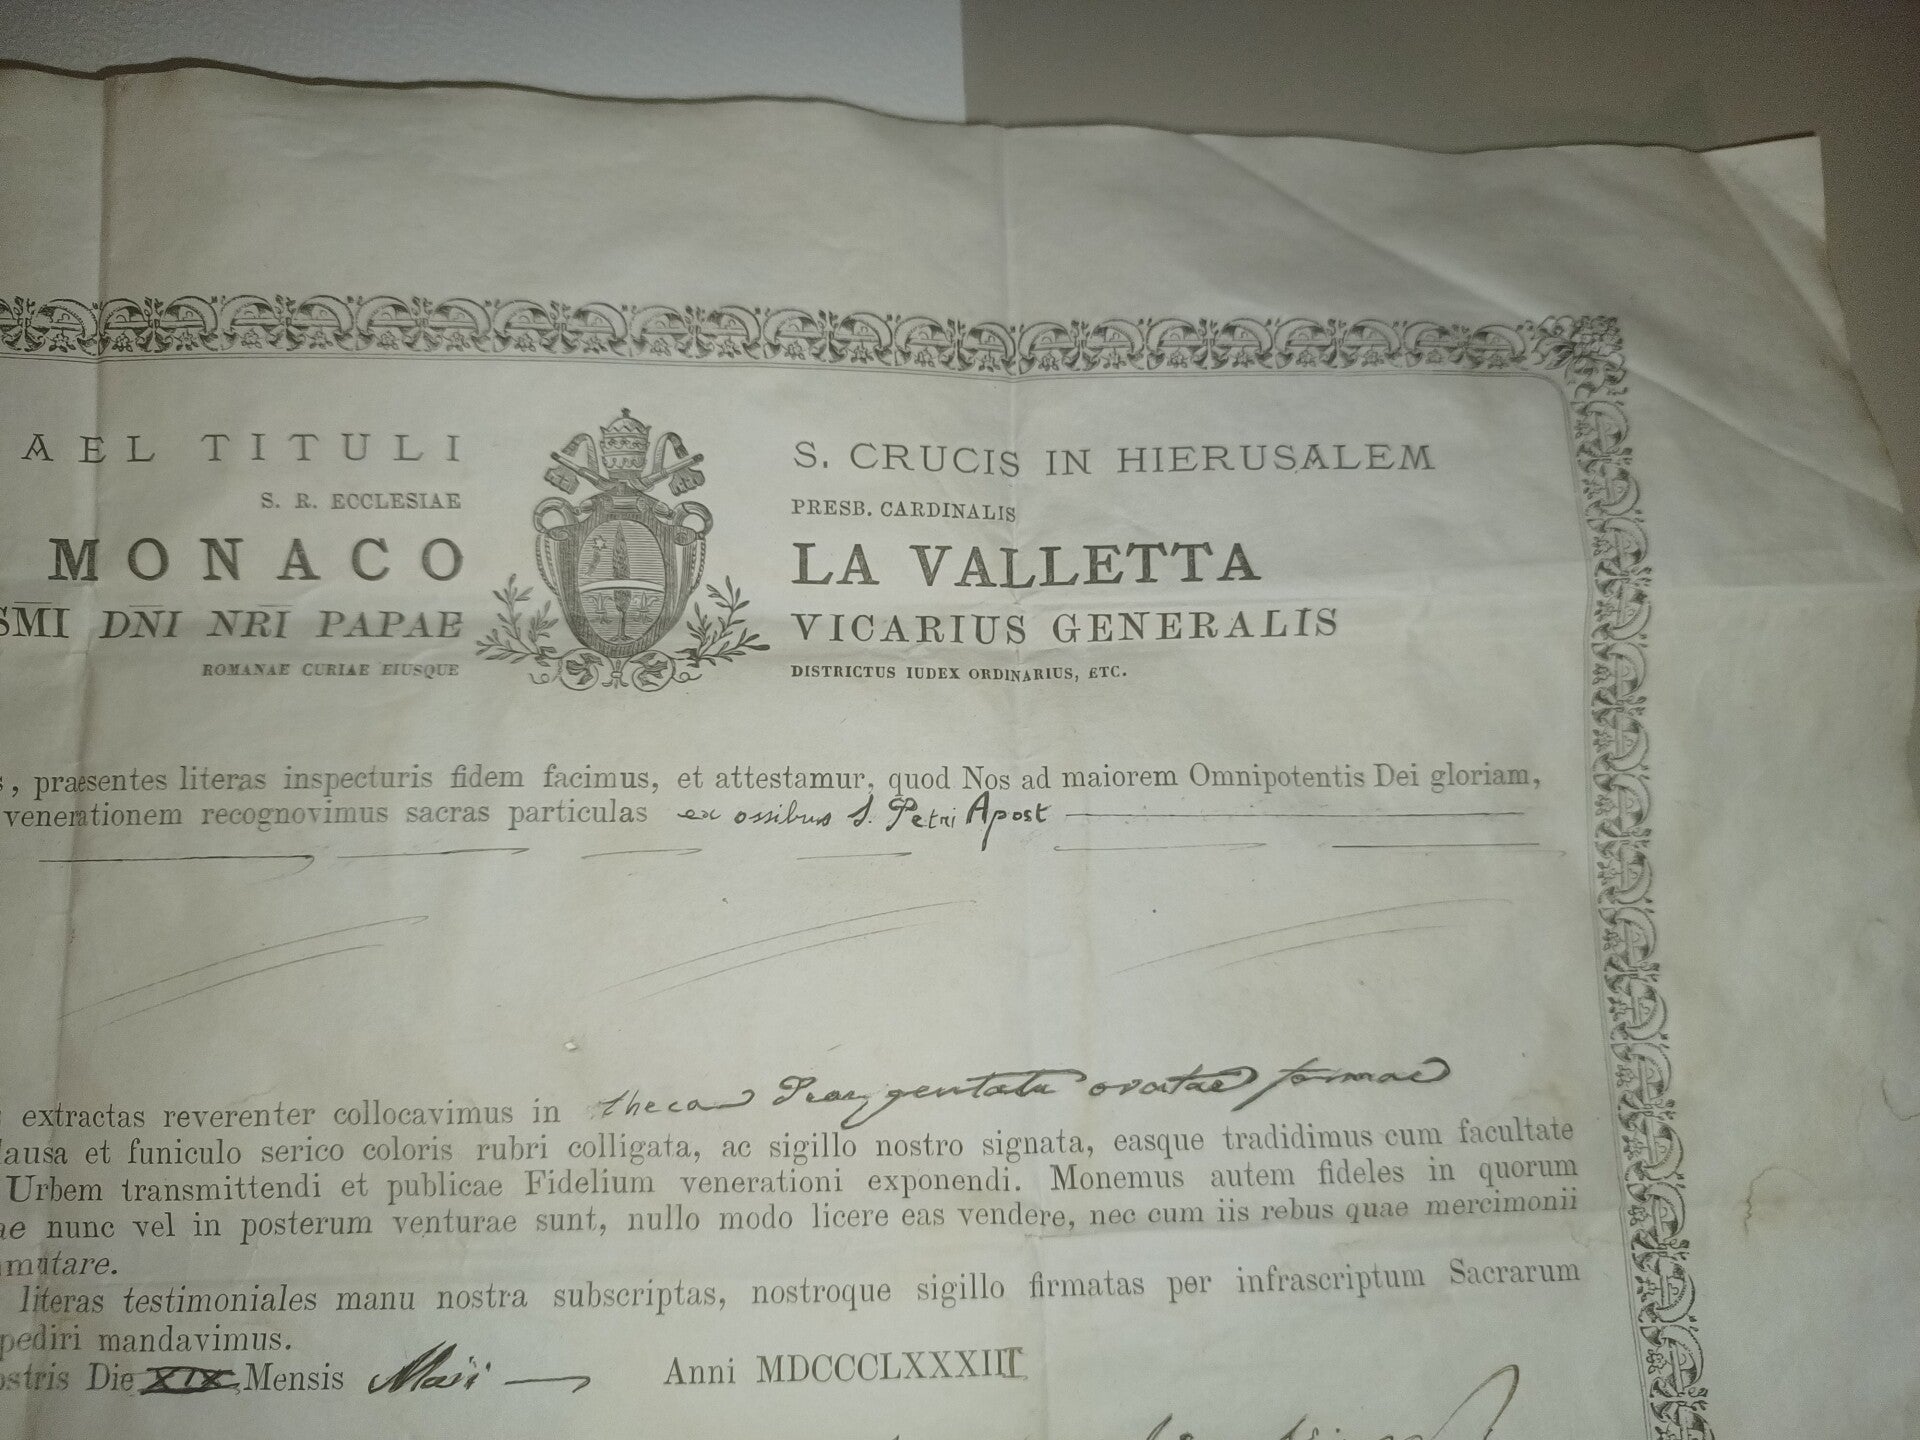 AEL TITULI S. CRUCIS IN HIERUSALEM
S. R. ECCLESIAE PRESB. CARDINALIS
MONACO LA VALLETTA
SMI DNI NRI PAPAE VICARIUS GENERALIS
ROMANAE CURIAE EIUSQUE DISTRICTUS IUDEX ORDINARIUS, ETC.
s, praesentes literas inspecturis fidem facimus, et attestamur, quod Nos ad maiorem Omnipotentis Dei gloriam,
venerationem recognovimus sacras particulas ex ossibus S. Petri Apost
extractas reverenter collocavimus in theca ovatae formae
lausa et funiculo serico coloris rubri colligata, ac sigillo nostro signata, easque tradidimus cum facultate
Urbem transmittendi et publicae Fidelium venerationi exponendi. Monemus autem fideles in quorum
ae nunc vel in posterum venturae sunt, nullo modo licere eas vendere, nec cum iis rebus quae mercimonii
mutare.
literas testimoniales manu nostra subscriptas, nostroque sigillo firmatas per infrascriptum Sacrarum
pediri mandavimus.
ostris Die XIX Mensis Maii Anni MDCCCLXXXIII